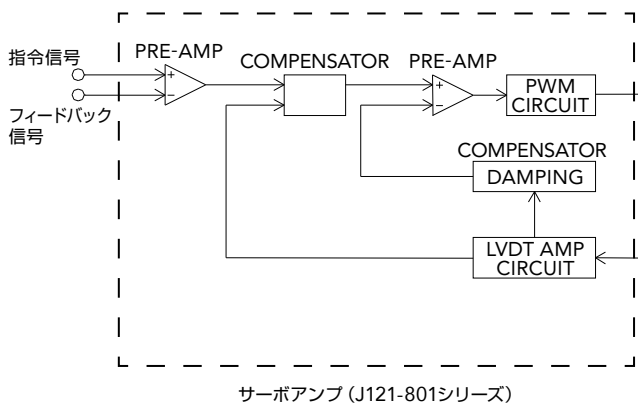 指令信号
フィードバック
信号
PRE-AMP
+
−
COMPENSATOR
PRE-AMP
+
−
PWM
CIRCUIT
COMPENSATOR
DAMPING
LVDT AMP
CIRCUIT
サーボアンプ（J121-801シリーズ）